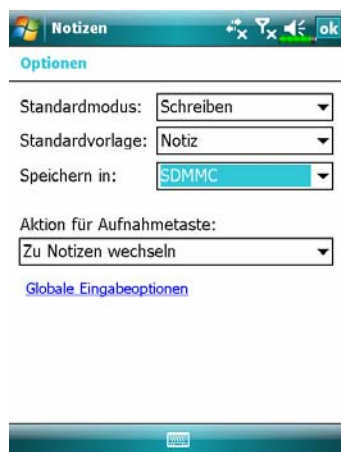 Notizen ok
Optionen
Standardmodus: Schreiben
Standardvorlage: Notiz
Speichern in: SDMMC
Aktion für Aufnahmetaste:
Zu Notizen wechseln
Globale Eingabeoptionen